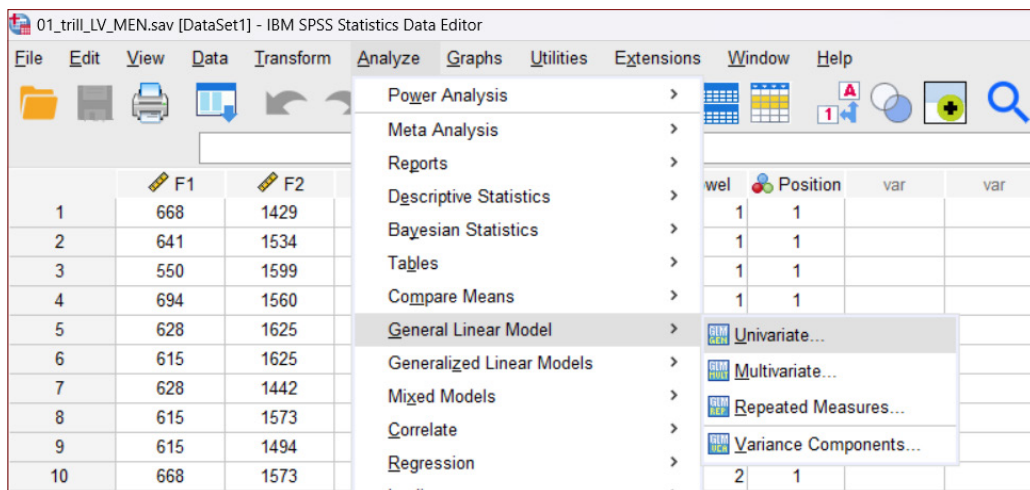 01_trill_LV_MEN.sav [DataSet1] - IBM SPSS Statistics Data Editor
File Edit View Data Transform Analyze Graphs Utilities Extensions Window Help
Power Analysis
Meta Analysis
Reports
Descriptive Statistics
Bayesian Statistics
Tables
Compare Means
General Linear Model
Generalized Linear Models
Mixed Models
Correlate
Regression
Univariate...
Multivariate...
Repeated Measures...
Variance Components...
A
1
F1 F2 owel Position var var
1 668 1429 1 1
2 641 1534 1 1
3 550 1599 1 1
4 694 1560 1 1
5 628 1625
6 615 1625
7 628 1442
8 615 1573
9 615 1494
10 668 1573 2 1